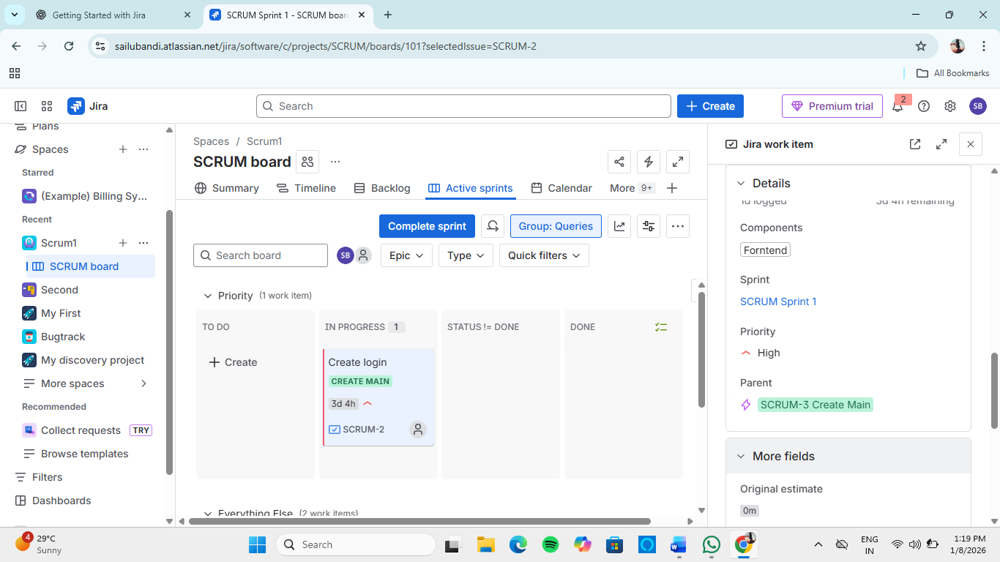 Getting Started with Jira
SCRUM Sprint 1 - SCRUM board
sailubandi.atlassian.net/jira/software/c/projects/SCRUM/boards/101?selectedIssue=SCRUM-2
All Bookmarks
Jira
Search
Create
Premium trial
2
SB
Plans
Spaces
Starred
(Example) Billing Sy...
Recent
Scrum1
SCRUM board
Second
My First
Bugtrack
My discovery project
More spaces
Recommended
Collect requests TRY
Browse templates
Filters
Dashboards
Spaces / Scrum1
SCRUM board
Summary
Timeline
Backlog
Active sprints
Calendar
More 9+
Complete sprint
Group: Queries
Search board
SB
Epic
Type
Quick filters
Priority (1 work item)
TO DO
Create
IN PROGRESS 1
Create login
CREATE MAIN
3d 4h
SCRUM-2
STATUS != DONE
DONE
Everything Else (2 work items)
Jira work item
Details
1d logged 3d 4h remaining
Components
Forntend
Sprint
SCRUM Sprint 1
Priority
High
Parent
SCRUM-3 Create Main
More fields
Original estimate
0m
4
29°C
Sunny
Search
ENG
IN
1:19 PM
1/8/2026